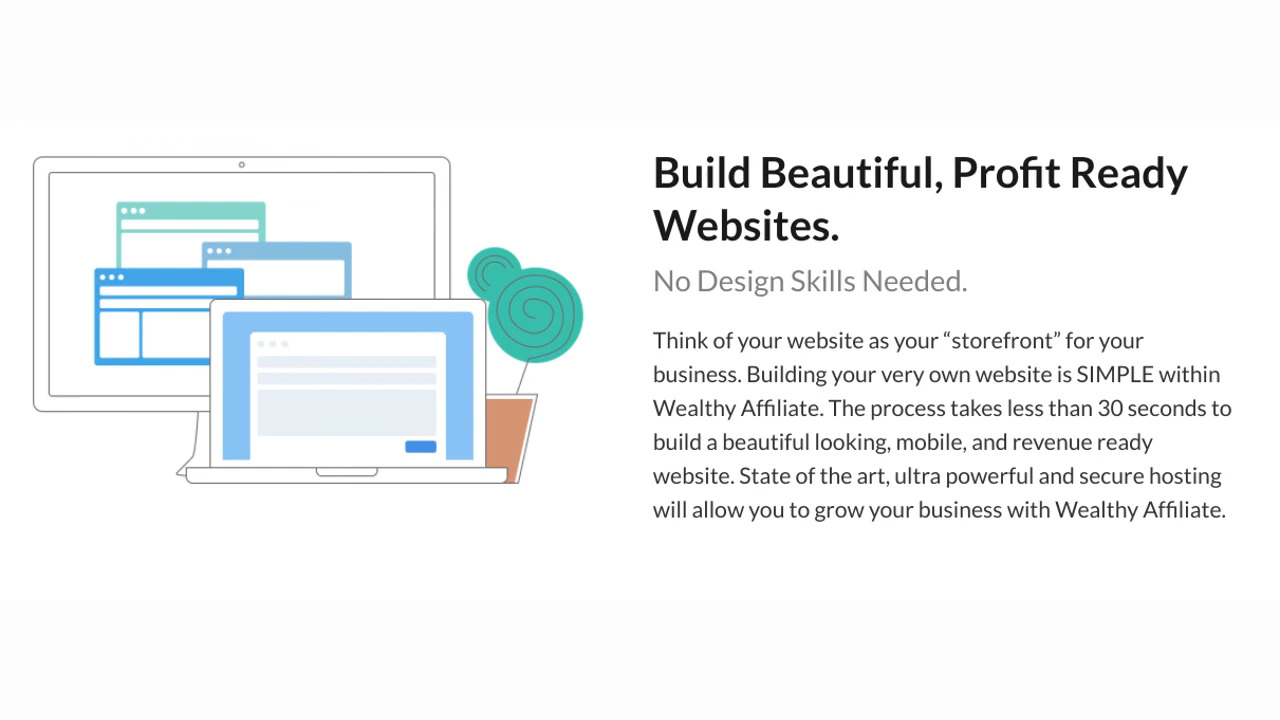 Build Beautiful, Profit Ready
Websites.
No Design Skills Needed.
Think of your website as your “storefront” for your
business. Building your very own website is SIMPLE within
Wealthy Affiliate. The process takes less than 30 seconds to
build a beautiful looking, mobile, and revenue ready
website. State of the art, ultra powerful and secure hosting
will allow you to grow your business with Wealthy Affiliate.